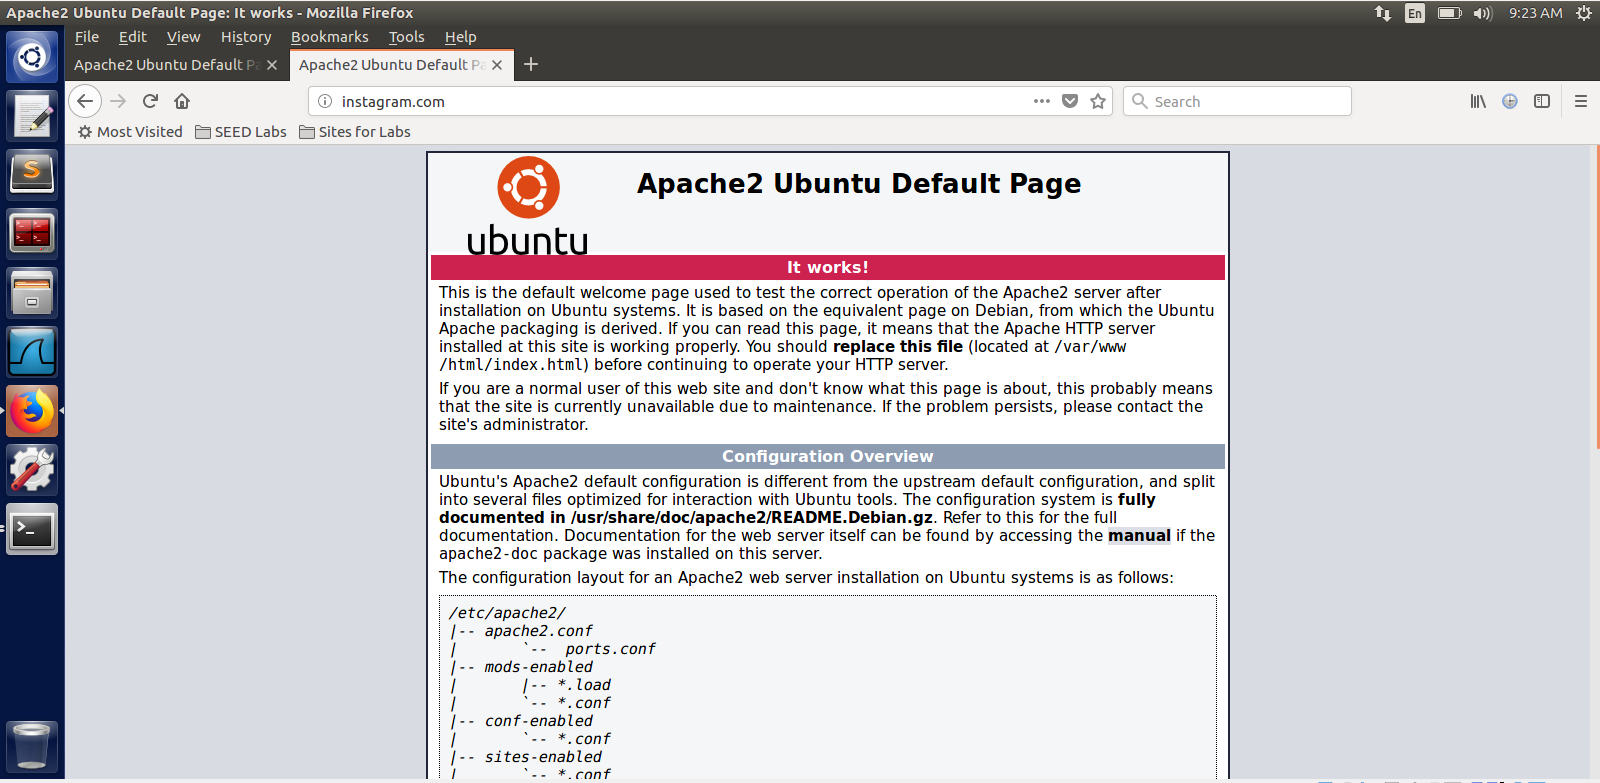 Apache2 Ubuntu Default Page: It works - Mozilla Firefox
En
9:23 AM
File Edit View History Bookmarks Tools Help
Apache2 Ubuntu Default Pa
Apache2 Ubuntu Default Pa
instagram.com
Search
Most Visited
SEED Labs
Sites for Labs
ubuntu
Apache2 Ubuntu Default Page
It works!
This is the default welcome page used to test the correct operation of the Apache2 server after
installation on Ubuntu systems. It is based on the equivalent page on Debian, from which the Ubuntu
Apache packaging is derived. If you can read this page, it means that the Apache HTTP server
installed at this site is working properly. You should replace this file (located at /var/www
/html/index.html) before continuing to operate your HTTP server.
If you are a normal user of this web site and don't know what this page is about, this probably means
that the site is currently unavailable due to maintenance. If the problem persists, please contact the
site's administrator.
Configuration Overview
Ubuntu's Apache2 default configuration is different from the upstream default configuration, and split
into several files optimized for interaction with Ubuntu tools. The configuration system is fully
documented in /usr/share/doc/apache2/README.Debian.gz. Refer to this for the full
documentation. Documentation for the web server itself can be found by accessing the manual if the
apache2-doc package was installed on this server.
The configuration layout for an Apache2 web server installation on Ubuntu systems is as follows:
/etc/apache2/
|-- apache2.conf
|       `--  ports.conf
|-- mods-enabled
|       |-- *.load
|       `-- *.conf
|-- conf-enabled
|       `-- *.conf
|-- sites-enabled
|       `-- *.conf